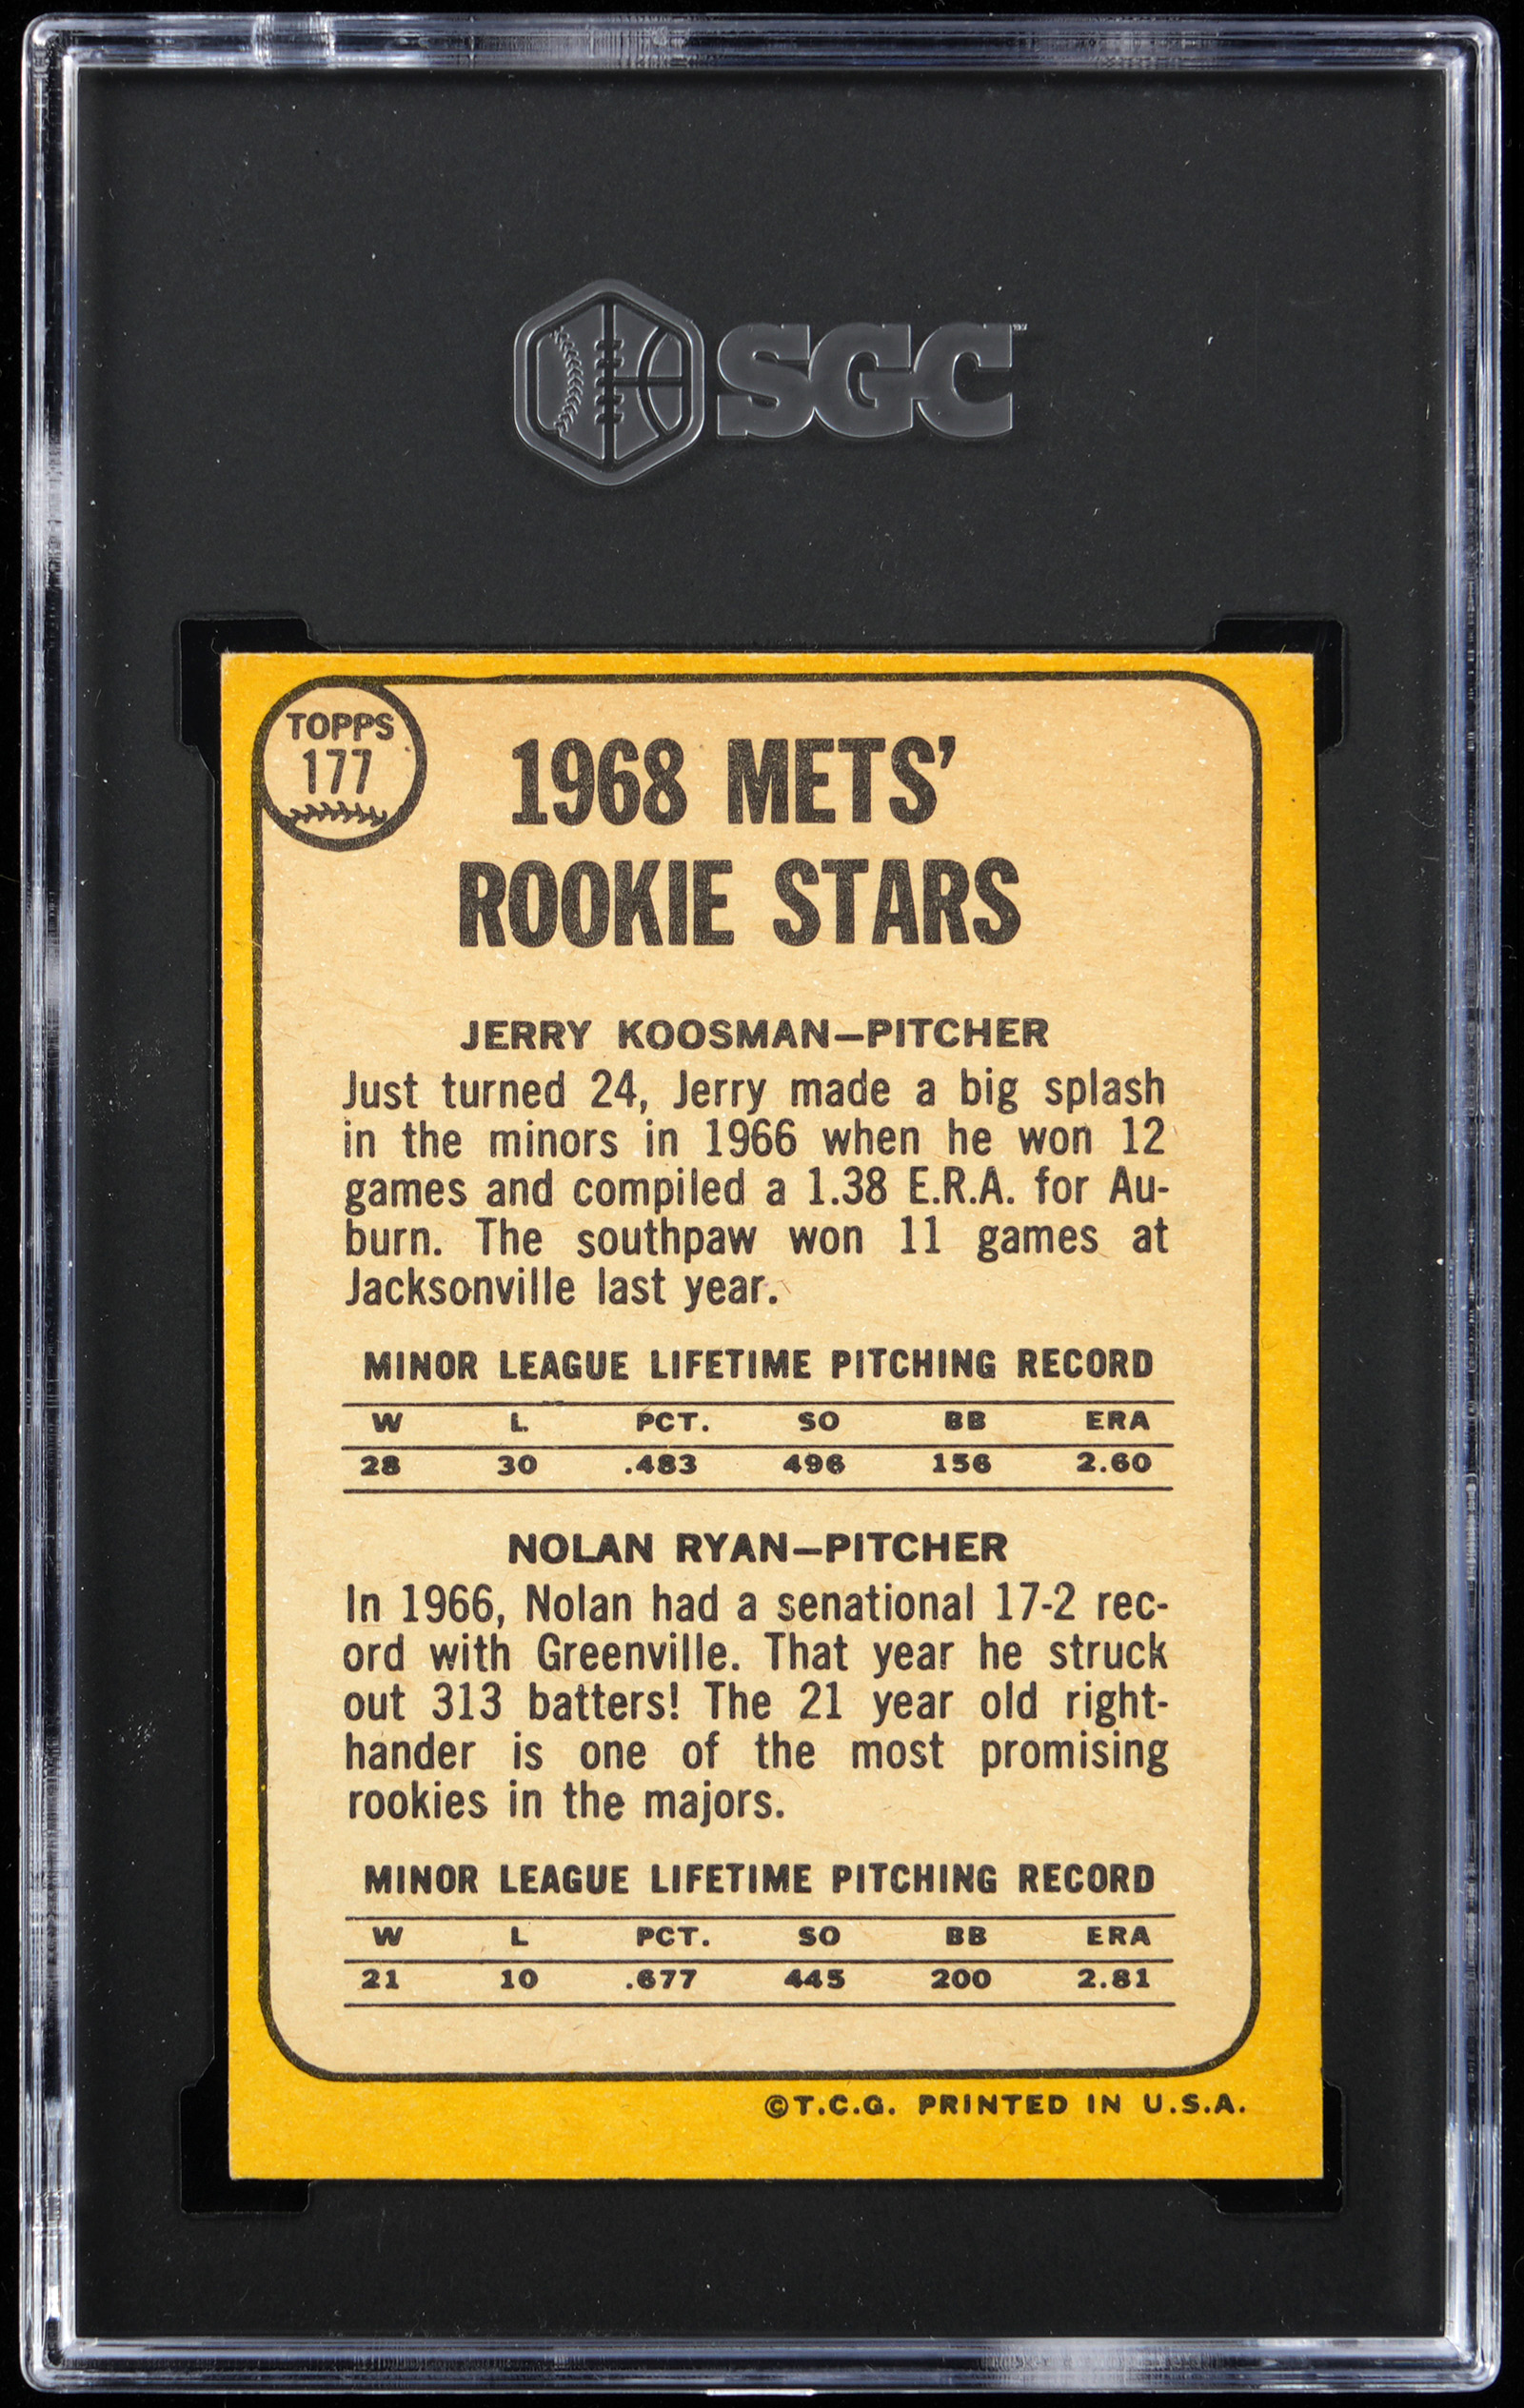 SGC
TOPPS
177
1968 METS'
ROOKIE STARS
JERRY KOOSMAN—PITCHER
Just turned 24, Jerry made a big splash
in the minors in 1966 when he won 12
games and compiled a 1.38 E.R.A. for Au-
burn. The southpaw won 11 games at
Jacksonville last year.
MINOR LEAGUE LIFETIME PITCHING RECORD
W L PCT. SO BB ERA
28 30 .483 496 156 2.60
NOLAN RYAN—PITCHER
In 1966, Nolan had a senational 17-2 rec-
ord with Greenville. That year he struck
out 313 batters! The 21 year old right-
hander is one of the most promising
rookies in the majors.
MINOR LEAGUE LIFETIME PITCHING RECORD
W L PCT. SO BB ERA
21 10 .677 445 200 2.81
©T.C.G. PRINTED IN U.S.A.